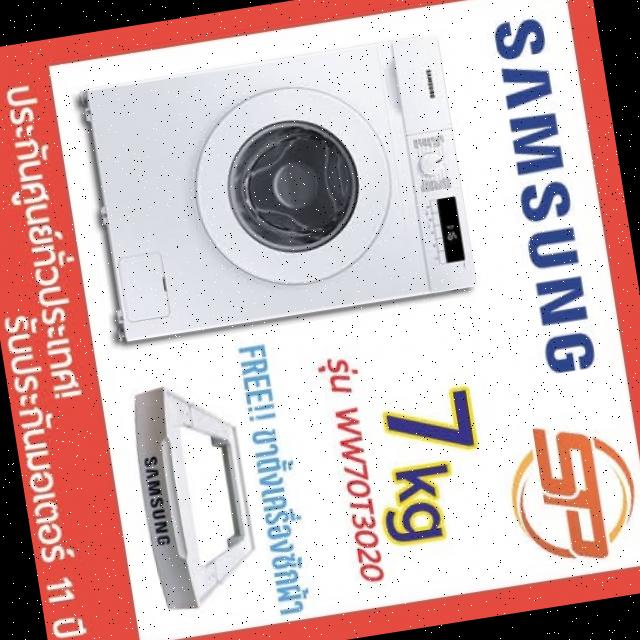 SAMSUNG
SP
7 kg
รุ่น WW70T3020
FREE!! ขาตั้งเครื่องซักผ้า
SAMSUNG
ประกันศูนย์ทั่วประเทศ!
รับประกันมอเตอร์ 11 ปี